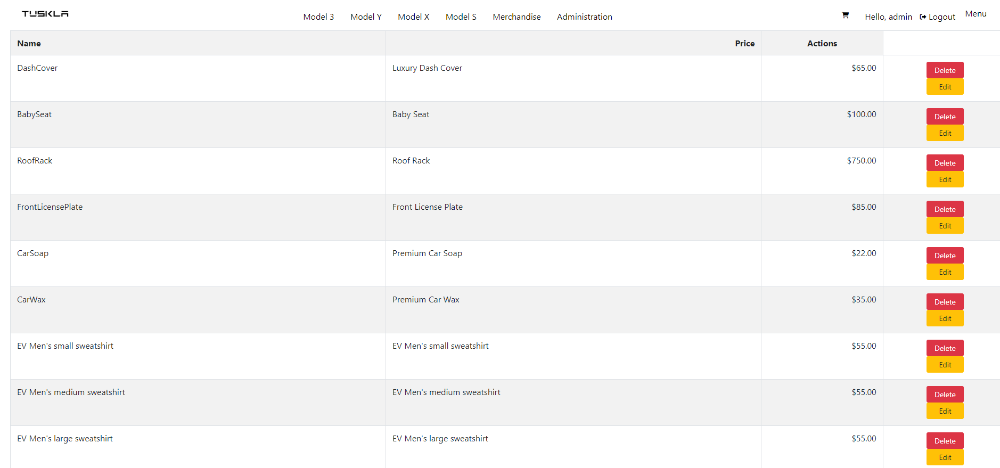 TUSKLA Model 3 Model Y Model X Model S Merchandise Administration Hello, admin Logout Menu
Name Price Actions
DashCover Luxury Dash Cover $65.00 Delete
Edit
BabySeat Baby Seat $100.00 Delete
Edit
RoofRack Roof Rack $750.00 Delete
Edit
FrontLicensePlate Front License Plate $85.00 Delete
Edit
CarSoap Premium Car Soap $22.00 Delete
Edit
CarWax Premium Car Wax $35.00 Delete
Edit
EV Men's small sweatshirt EV Men's small sweatshirt $55.00 Delete
Edit
EV Men's medium sweatshirt EV Men's medium sweatshirt $55.00 Delete
Edit
EV Men's large sweatshirt EV Men's large sweatshirt $55.00 Delete
Edit